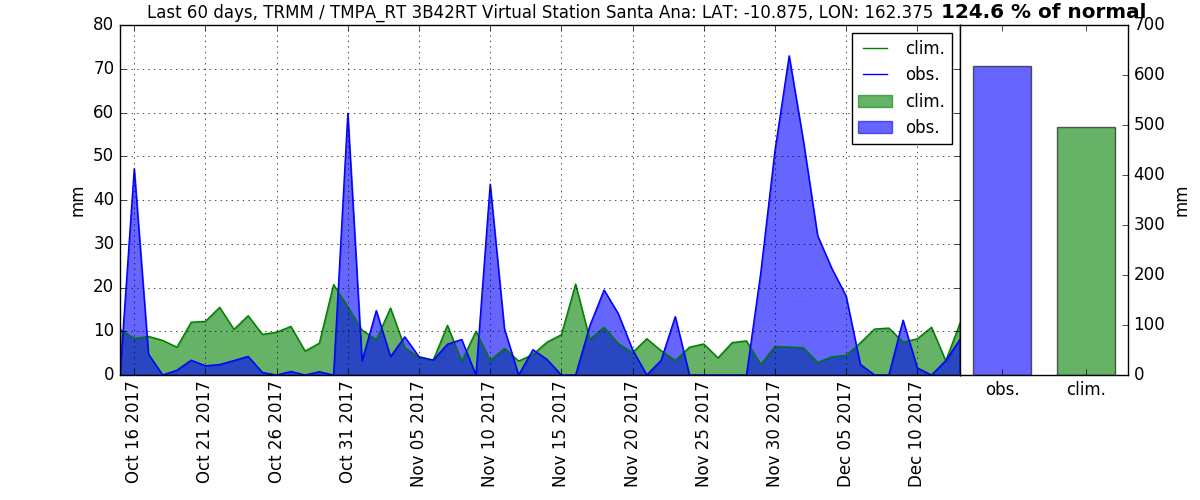 Last 60 days, TRMM / TMPA_RT 3B42RT Virtual Station Santa Ana: LAT: -10.875, LON: 162.375 124.6 % of normal
80
70
60
50
40
30
20
10
0
mm
clim.
obs.
clim.
obs.
Oct 16 2017
Oct 21 2017
Oct 26 2017
Oct 31 2017
Nov 05 2017
Nov 10 2017
Nov 15 2017
Nov 20 2017
Nov 25 2017
Nov 30 2017
Dec 05 2017
Dec 10 2017
700
600
500
400
300
200
100
0
mm
obs.
clim.